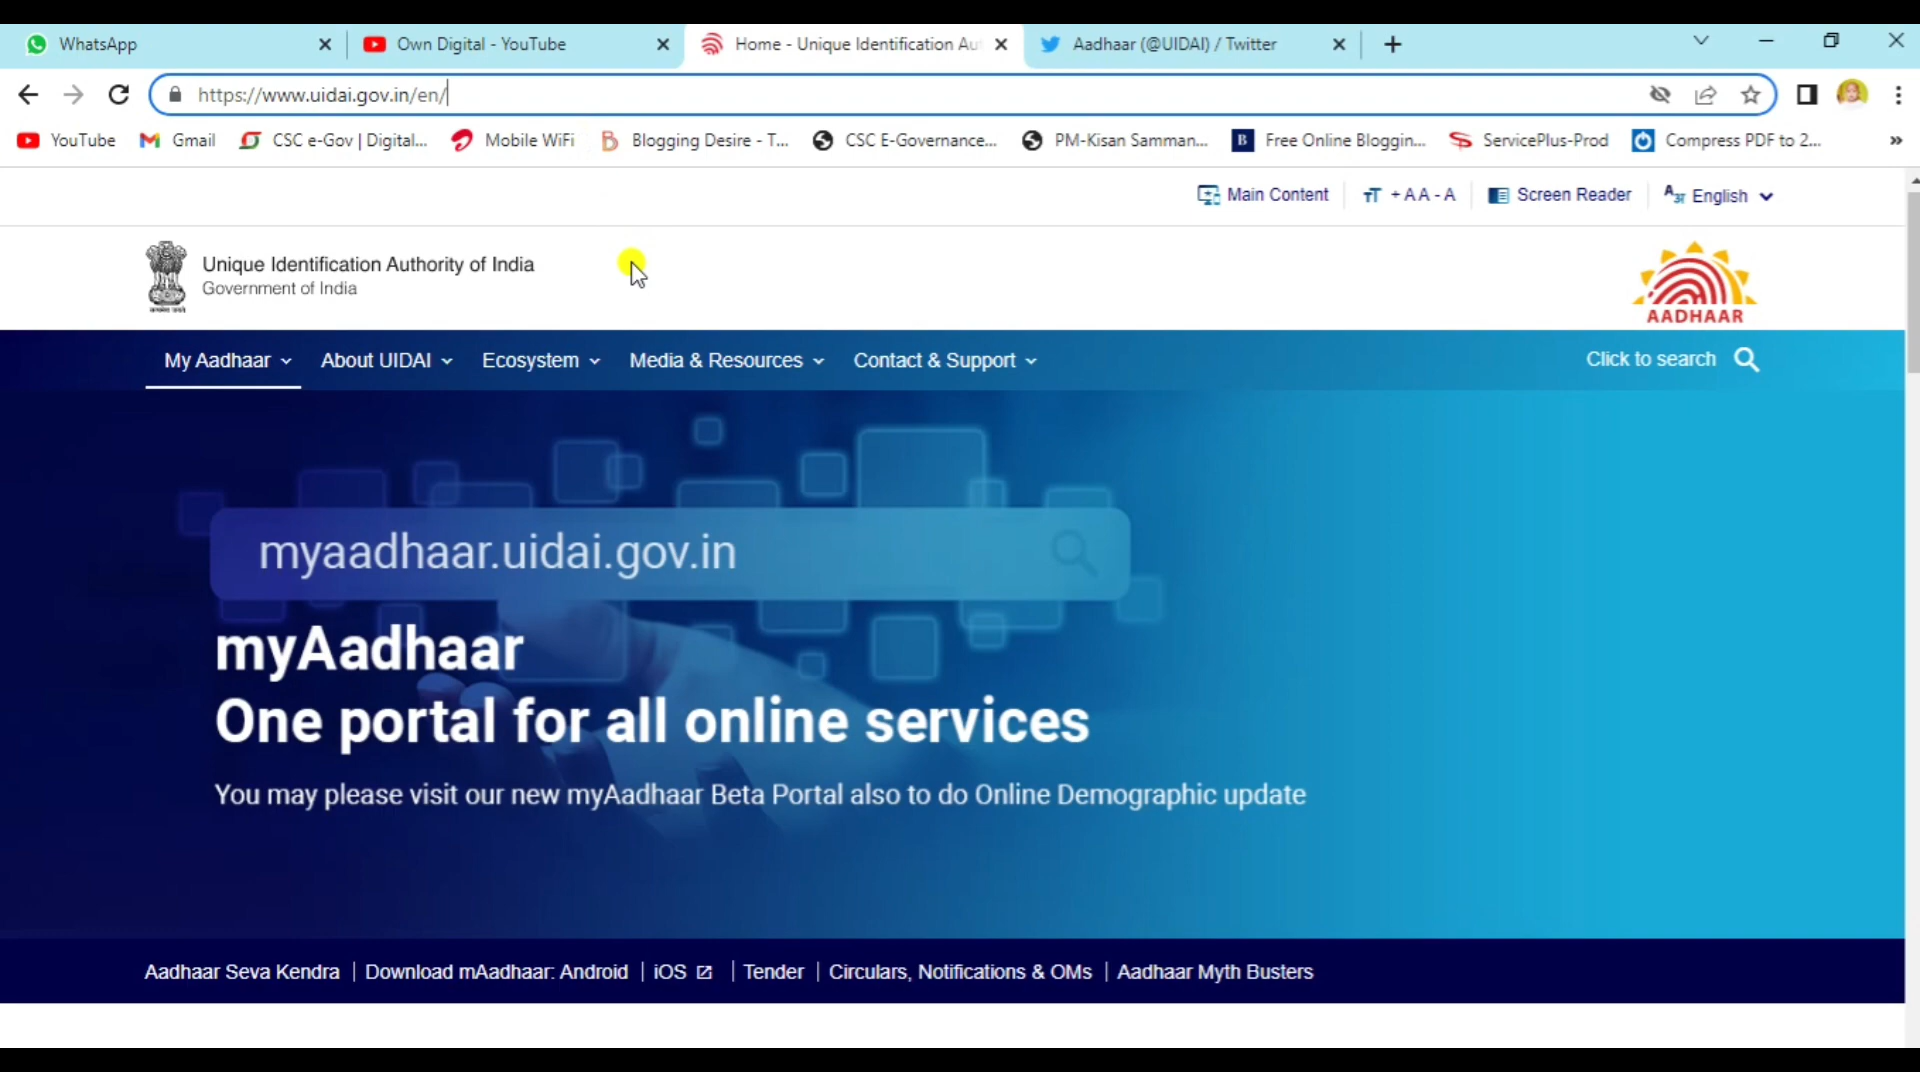 WhatsApp
Own Digital - YouTube
Home - Unique Identification Au
Aadhaar (@UIDAI) / Twitter
https://www.uidai.gov.in/en/
YouTube
Gmail
CSC e-Gov | Digital...
Mobile WiFi
Blogging Desire - T...
CSC E-Governance...
PM-Kisan Samman...
B
Free Online Bloggin...
ServicePlus-Prod
Compress PDF to 2...
»
Main Content
+ A A - A
Screen Reader
English
Unique Identification Authority of India
Government of India
AADHAAR
My Aadhaar
About UIDAI
Ecosystem
Media & Resources
Contact & Support
Click to search
myaadhaar.uidai.gov.in
myAadhaar
One portal for all online services
You may please visit our new myAadhaar Beta Portal also to do Online Demographic update
Aadhaar Seva Kendra | Download mAadhaar: Android | iOS | Tender | Circulars, Notifications & OMs | Aadhaar Myth Busters